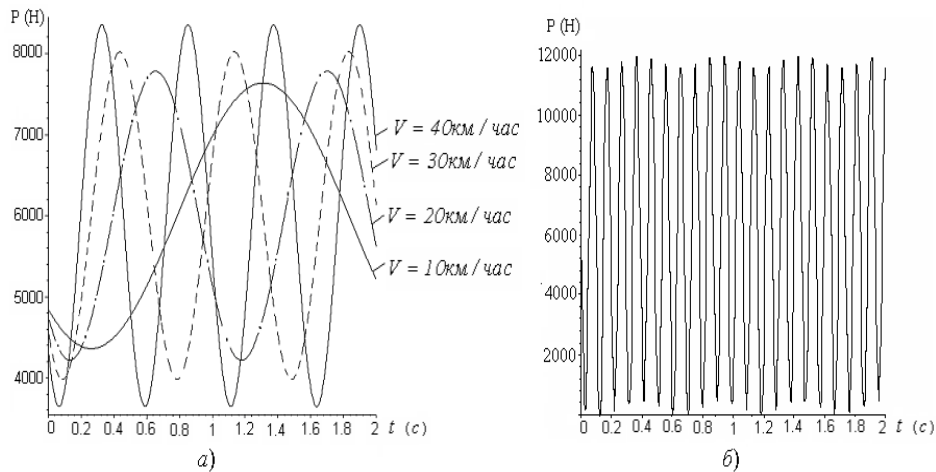 P (Н)
8000
7000
6000
5000
4000
0 0.2 0.4 0.6 0.8 1 1.2 1.4 1.6 1.8 2 t (с)
V = 40км/час
V = 30км/час
V = 20км/час
V = 10км/час
а)
P (Н)
12000
10000
8000
6000
4000
2000
0 0.2 0.4 0.6 0.8 1 1.2 1.4 1.6 1.8 2 t (с)
б)